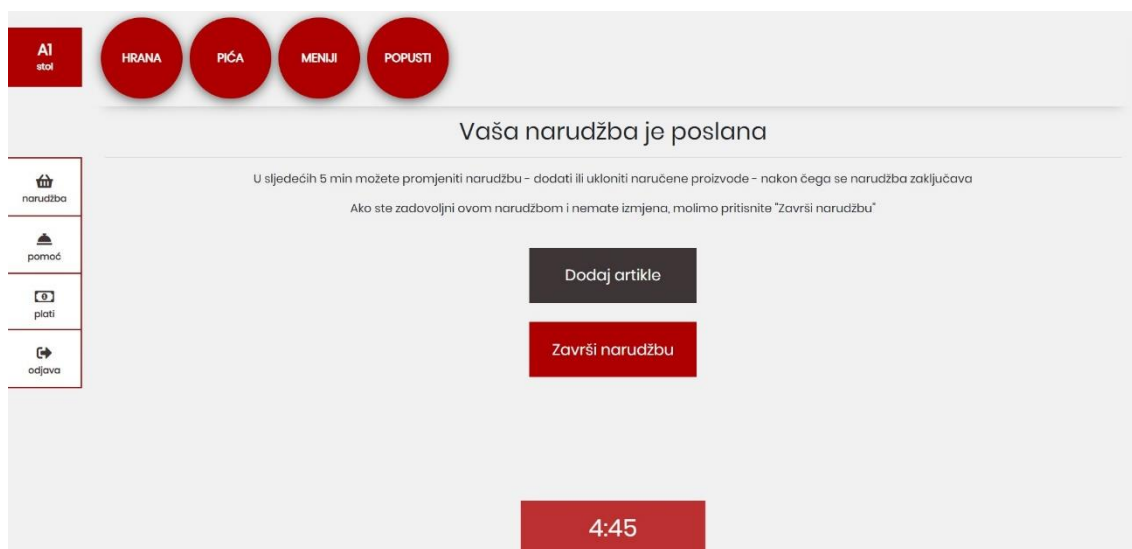 A1
stol
HRANA
PIĆA
MENIJI
POPUSTI
Vaša narudžba je poslana
U sljedećih 5 min možete promjeniti narudžbu - dodati ili ukloniti naručene proizvode - nakon čega se narudžba zaključava
Ako ste zadovoljni ovom narudžbom i nemate izmjena, molimo pritisnite "Završi narudžbu"
narudžba
pomoć
plati
odjava
Dodaj artikle
Završi narudžbu
4:45